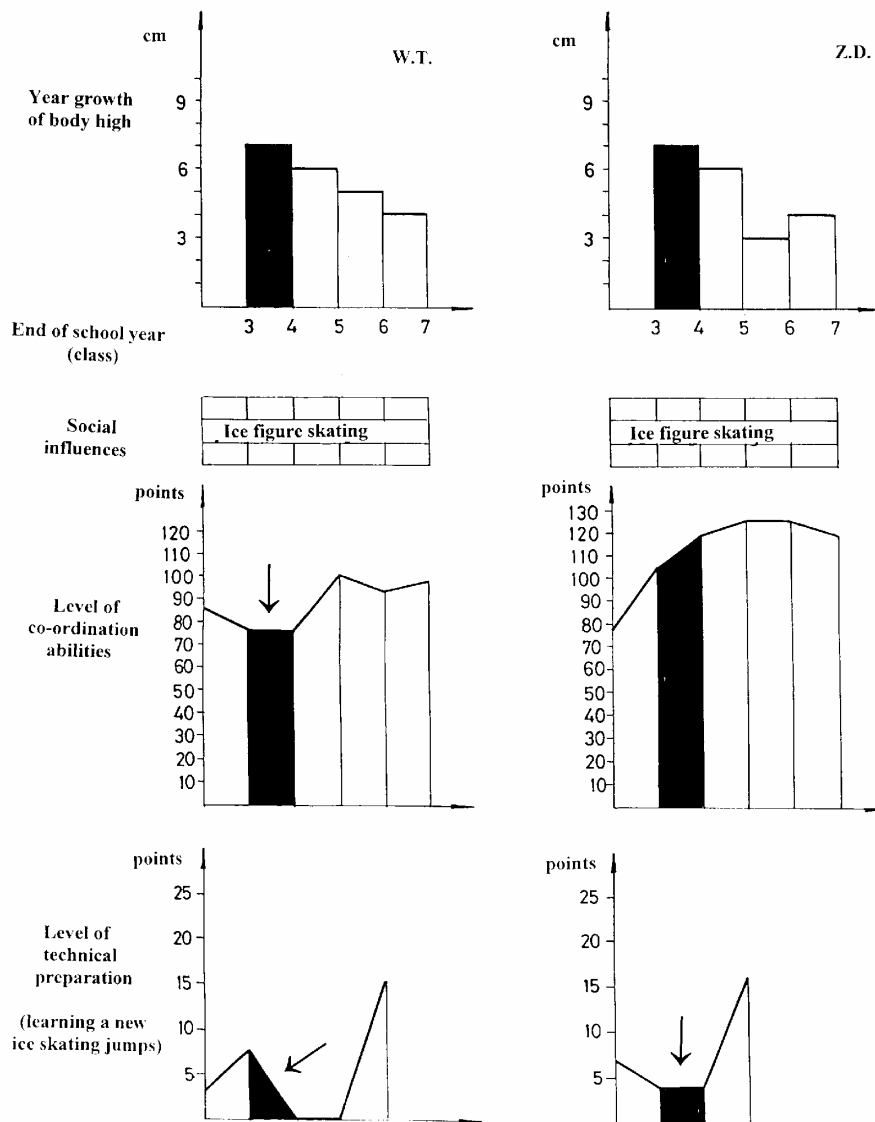 cm
W.T.
cm
Z.D.
Year growth
of body high
9
6
3
9
6
3
End of school year
(class)
3 4 5 6 7
3 4 5 6 7
Social
influences
Ice figure skating
Ice figure skating
points
points
Level of
co-ordination
abilities
120
110
100
90
80
70
60
50
40
30
20
10
130
120
110
100
90
80
70
60
50
40
30
20
10
points
points
Level of
technical
preparation
(learning a new
ice skating jumps)
25
20
15
10
5
25
20
15
10
5